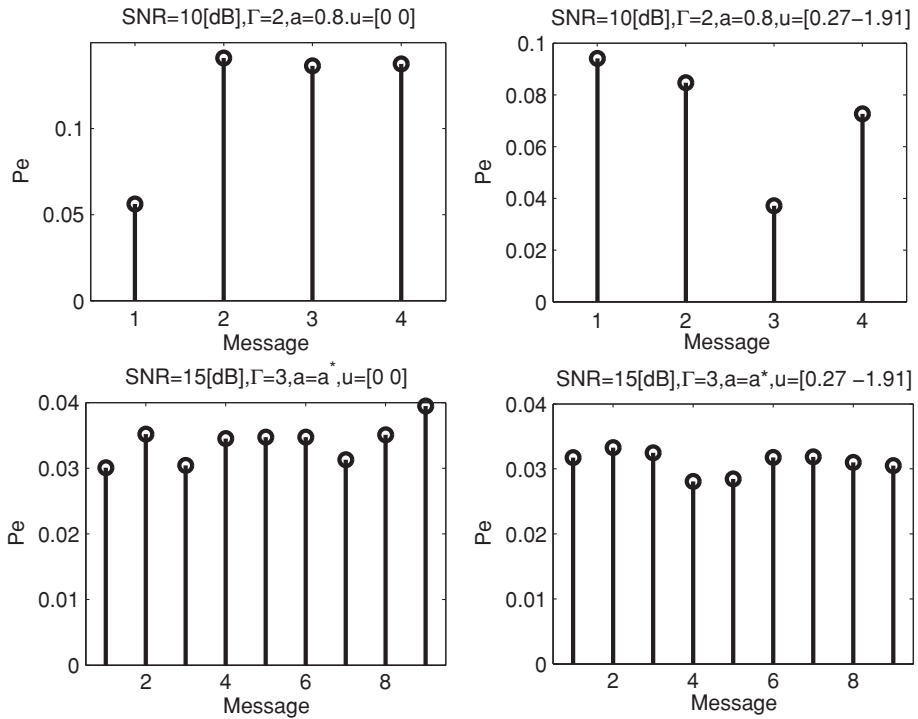 SNR=10[dB],Γ=2,a=0.8.u=[0 0]
0.1
0.05
0
Pe
1 2 3 4
Message
SNR=10[dB],Γ=2,a=0.8,u=[0.27−1.91]
0.1
0.08
0.06
0.04
0.02
0
Pe
1 2 3 4
Message
SNR=15[dB],Γ=3,a=a*,u=[0 0]
0.04
0.03
0.02
0.01
0
Pe
2 4 6 8
Message
SNR=15[dB],Γ=3,a=a*,u=[0.27 −1.91]
0.04
0.03
0.02
0.01
0
Pe
2 4 6 8
Message